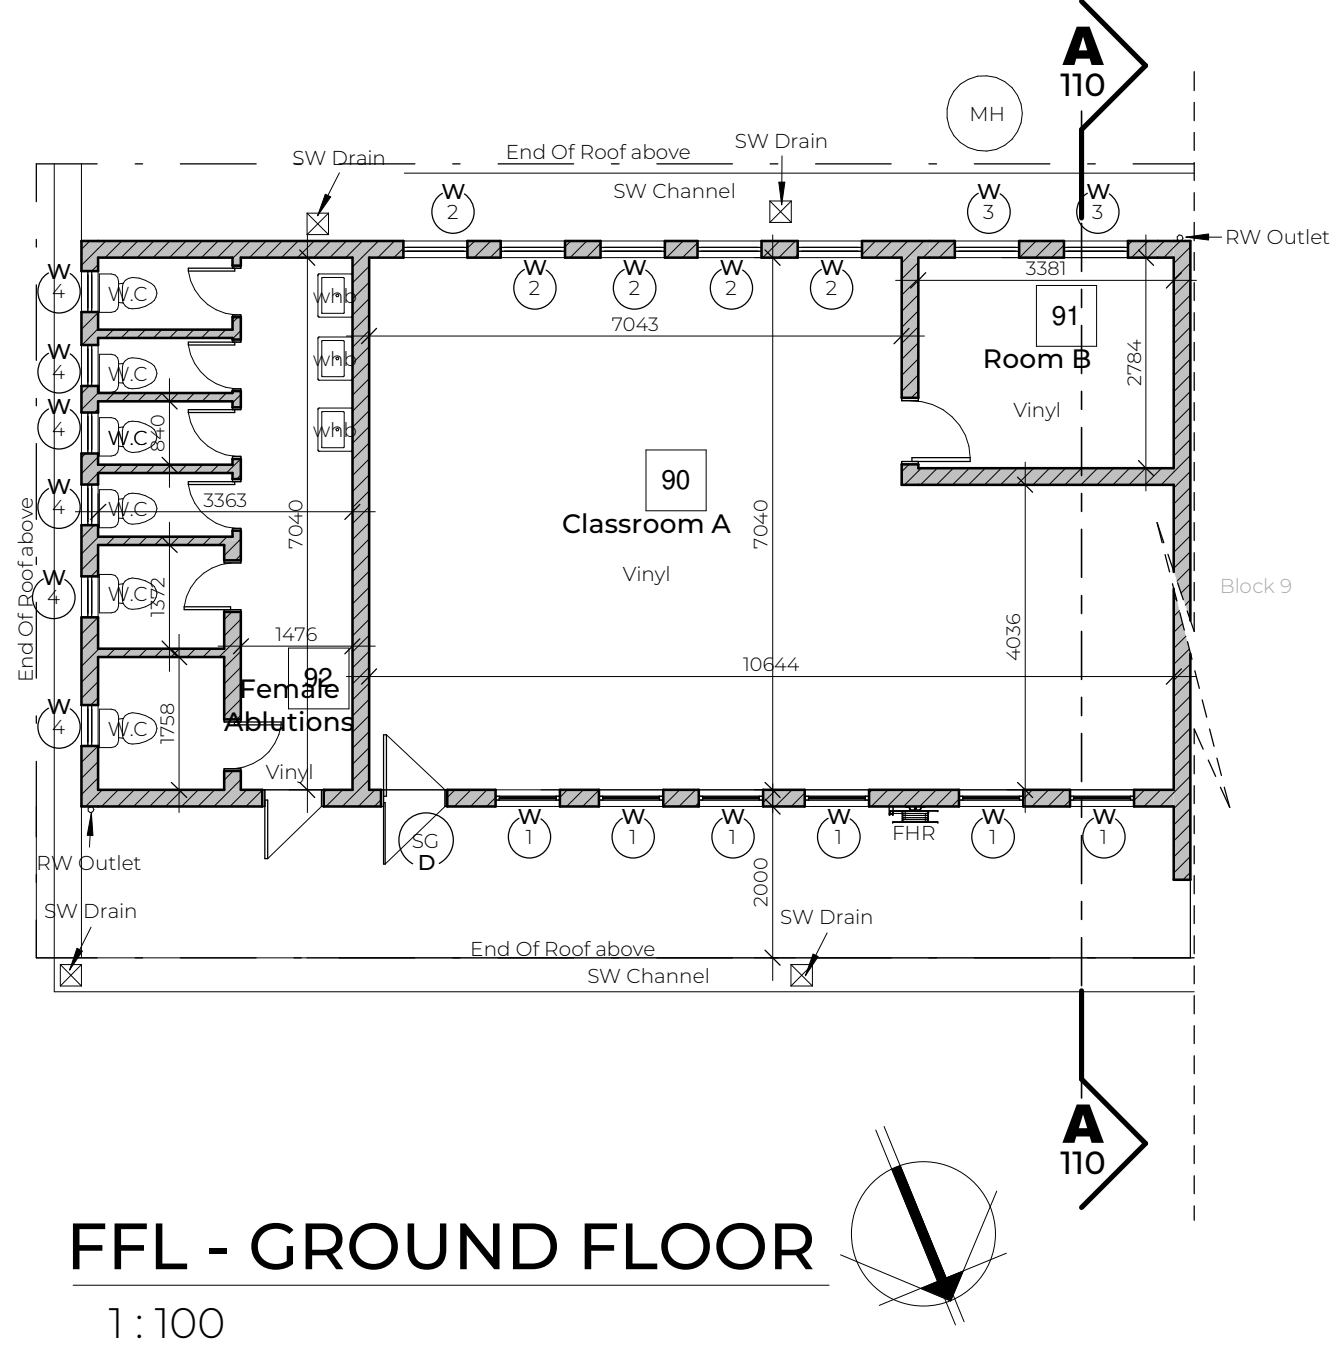 A
110
MH
SW Drain
End Of Roof above
SW Drain
SW Channel
W
2
W
3
W
3
RW Outlet
W
2
W
2
W
2
W
2
3381
W
4
W.C
whb
7043
91
Room B
2784
Vinyl
W
4
W.C
whb
W
4
W.C
840
whb
W
4
W.C
3363
7040
90
Classroom A
7040
Vinyl
Block 9
End Of Roof above
W
4
W.C
1372
1476
4036
10644
92
Female
Ablutions
Vinyl
W
4
W.C
1758
SG
D
W
1
W
1
W
1
W
1
FHR
W
1
W
1
RW Outlet
2000
SW Drain
SW Drain
End Of Roof above
SW Channel
A
110
FFL - GROUND FLOOR
1 : 100